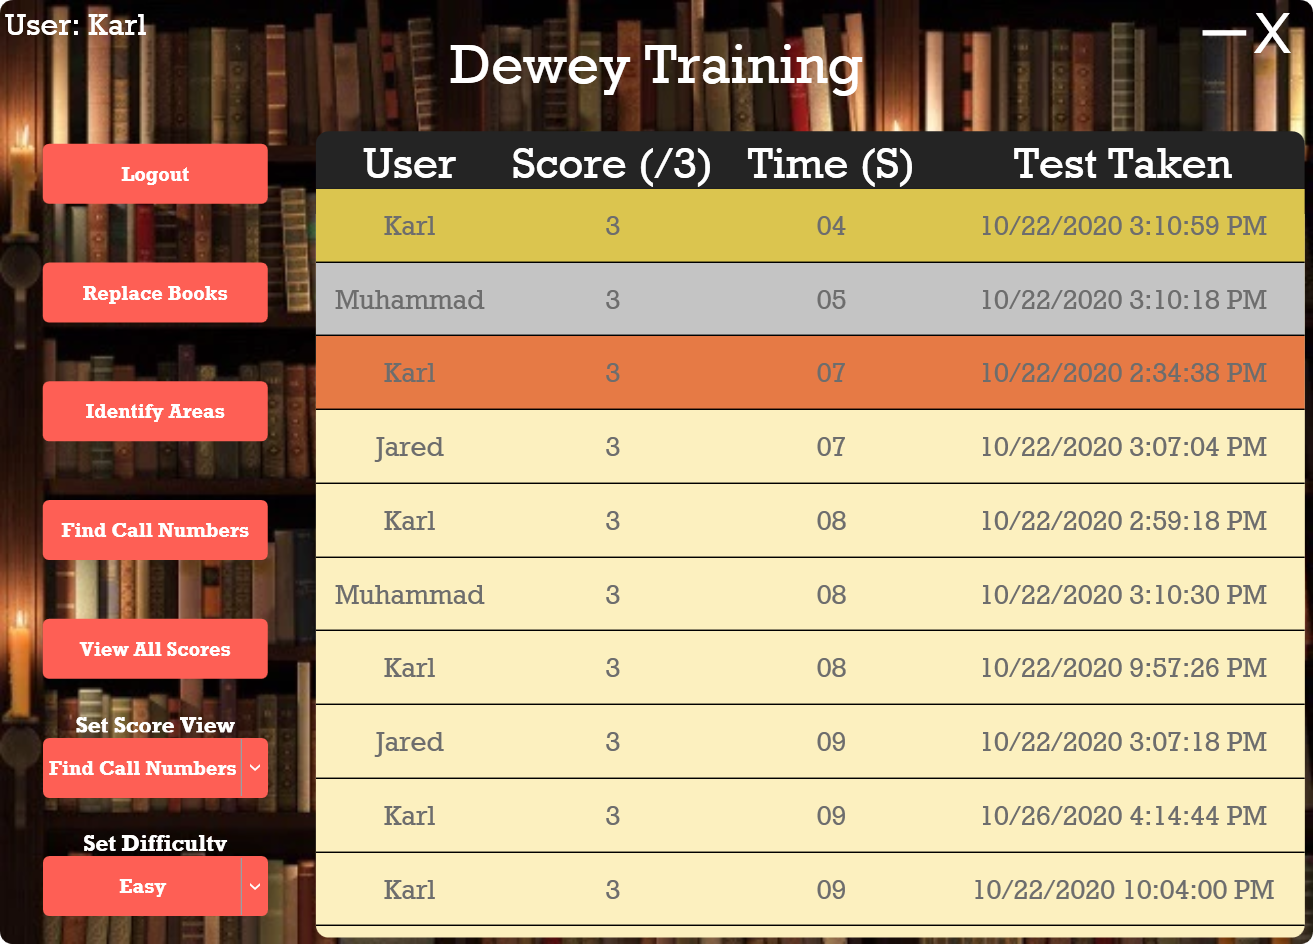 User: Karl
— X
Dewey Training
Logout
Replace Books
Identify Areas
Find Call Numbers
View All Scores
Set Score View
Find Call Numbers
Set Difficulty
Easy
User Score (/3) Time (S) Test Taken
Karl 3 04 10/22/2020 3:10:59 PM
Muhammad 3 05 10/22/2020 3:10:18 PM
Karl 3 07 10/22/2020 2:34:38 PM
Jared 3 07 10/22/2020 3:07:04 PM
Karl 3 08 10/22/2020 2:59:18 PM
Muhammad 3 08 10/22/2020 3:10:30 PM
Karl 3 08 10/22/2020 9:57:26 PM
Jared 3 09 10/22/2020 3:07:18 PM
Karl 3 09 10/26/2020 4:14:44 PM
Karl 3 09 10/22/2020 10:04:00 PM